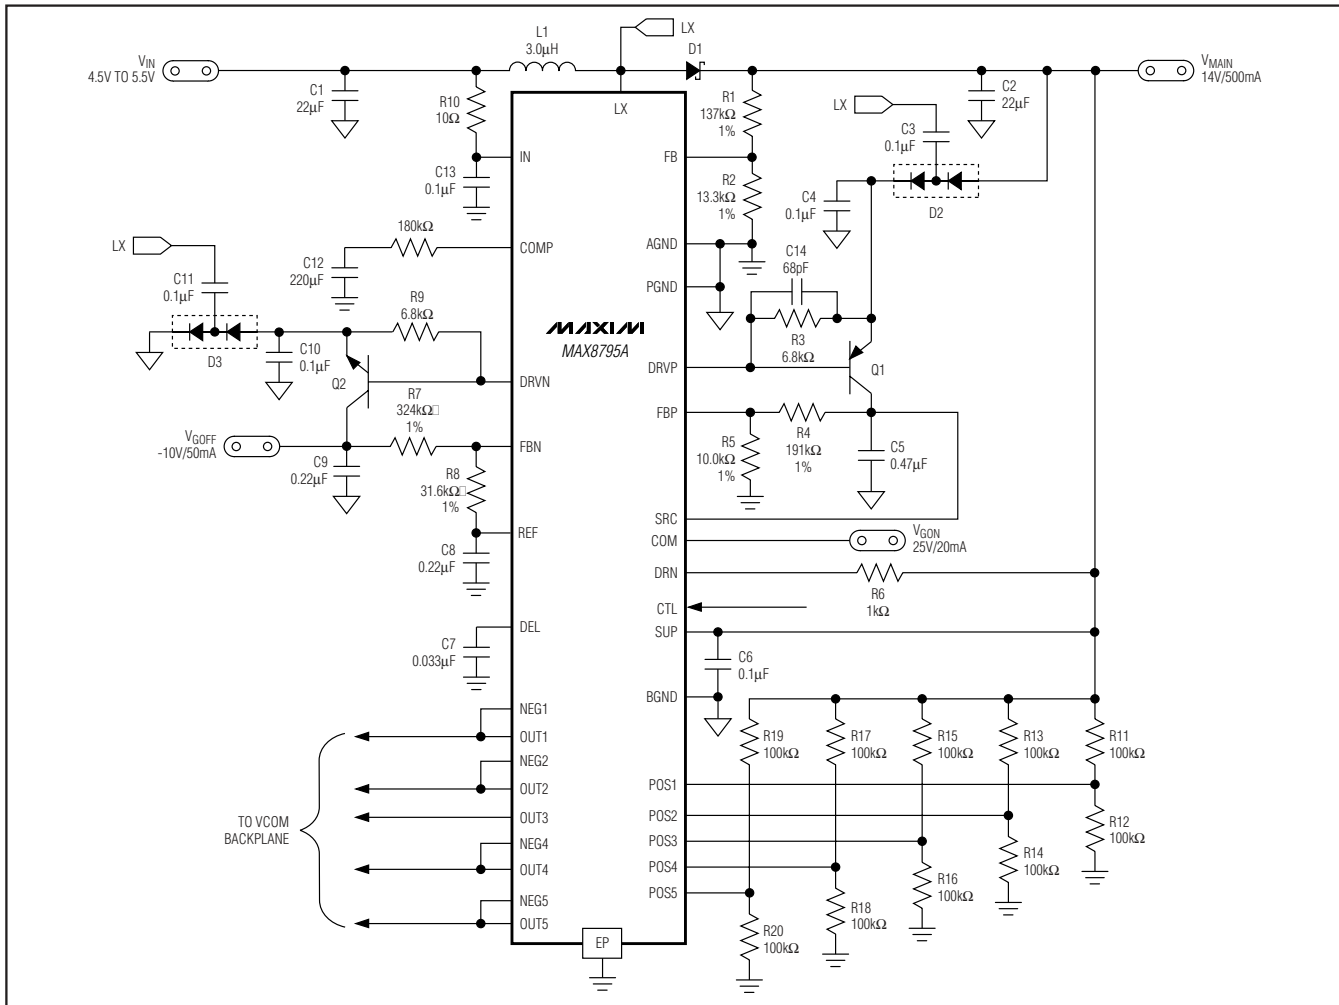 VIN
4.5V TO 5.5V
C1
22µF
R10
10Ω
L1
3.0µH
LX
D1
VMAIN
14V/500mA
C2
22µF
R1
137kΩ
1%
LX
C3
0.1µF
LX
IN
FB
C13
0.1µF
R2
13.3kΩ
1%
C4
0.1µF
D2
180kΩ
COMP
AGND
LX
C12
220µF
C14
68pF
C11
0.1µF
PGND
R9
6.8kΩ
MAXIM
MAX8795A
R3
6.8kΩ
D3
C10
0.1µF
Q2
DRVN
DRVP
Q1
R7
324kΩ□
1%
FBP
VGOFF
-10V/50mA
FBN
R5
10.0kΩ
1%
R4
191kΩ
1%
C5
0.47µF
C9
0.22µF
R8
31.6kΩ□
1%
REF
SRC
COM
VGON
25V/20mA
C8
0.22µF
DRN
R6
1kΩ
CTL
DEL
SUP
C7
0.033µF
C6
0.1µF
BGND
NEG1
OUT1
NEG2
OUT2
OUT3
NEG4
OUT4
NEG5
OUT5
TO VCOM
BACKPLANE
R19
100kΩ
R17
100kΩ
R15
100kΩ
R13
100kΩ
R11
100kΩ
POS1
POS2
POS3
POS4
POS5
R12
100kΩ
R14
100kΩ
R16
100kΩ
R18
100kΩ
R20
100kΩ
EP